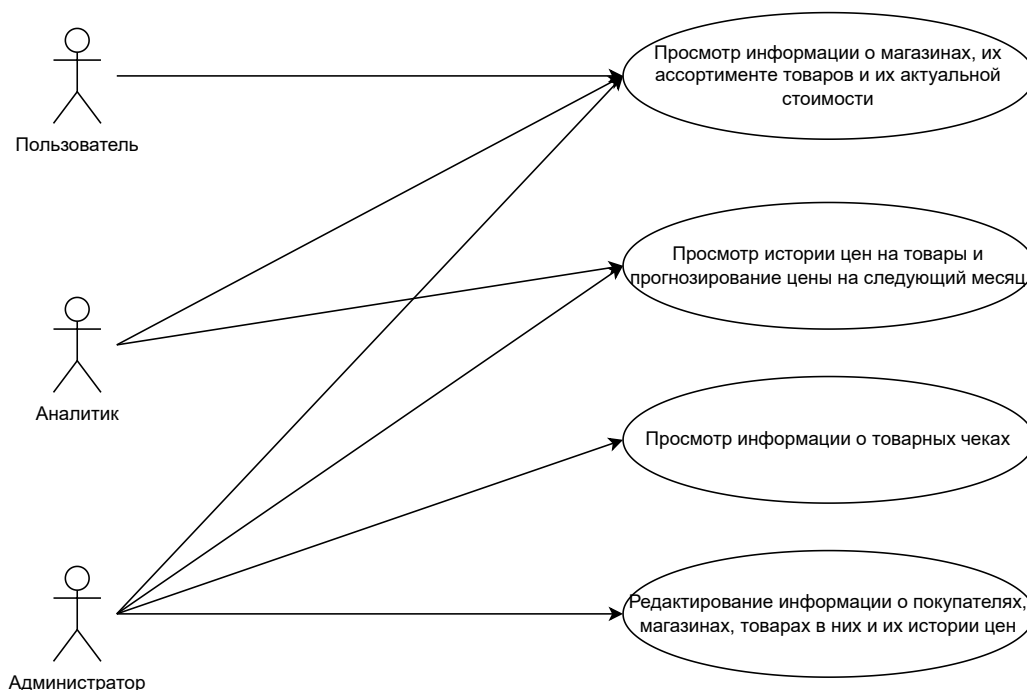 Просмотр информации о магазинах, их
ассортименте товаров и их актуальной
стоимости
Пользователь
Просмотр истории цен на товары и
прогнозирование цены на следующий месяц
Аналитик
Просмотр информации о товарных чеках
Редактирование информации о покупателях,
магазинах, товарах в них и их истории цен
Администратор